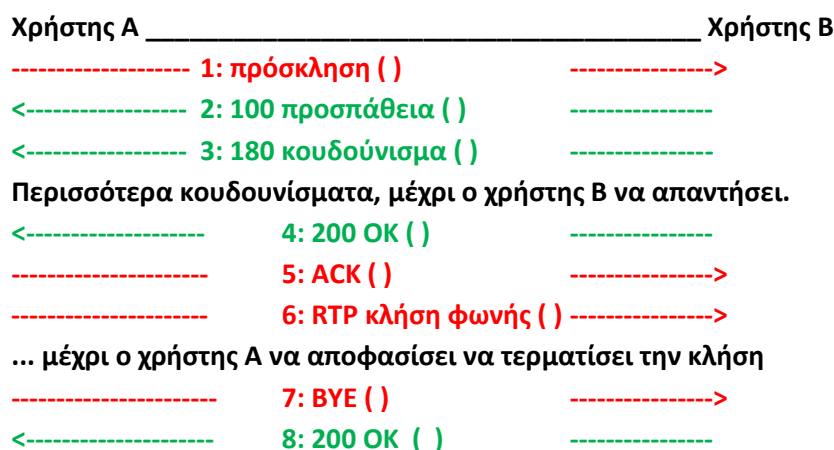 Χρήστης Α _____________________________________ Χρήστης Β
------------------- 1: πρόσκληση ( ) ---------------->
<----------------- 2: 100 προσπάθεια ( ) ---------------
<----------------- 3: 180 κουδούνισμα ( ) ---------------
Περισσότερα κουδουνίσματα, μέχρι ο χρήστης Β να απαντήσει.
<------------------- 4: 200 OK ( ) ---------------
--------------------- 5: ACK ( ) ---------------->
--------------------- 6: RTP κλήση φωνής ( ) ---------------->
... μέχρι ο χρήστης Α να αποφασίσει να τερματίσει την κλήση
---------------------- 7: BYE ( ) ---------------->
<-------------------- 8: 200 OK ( ) ---------------